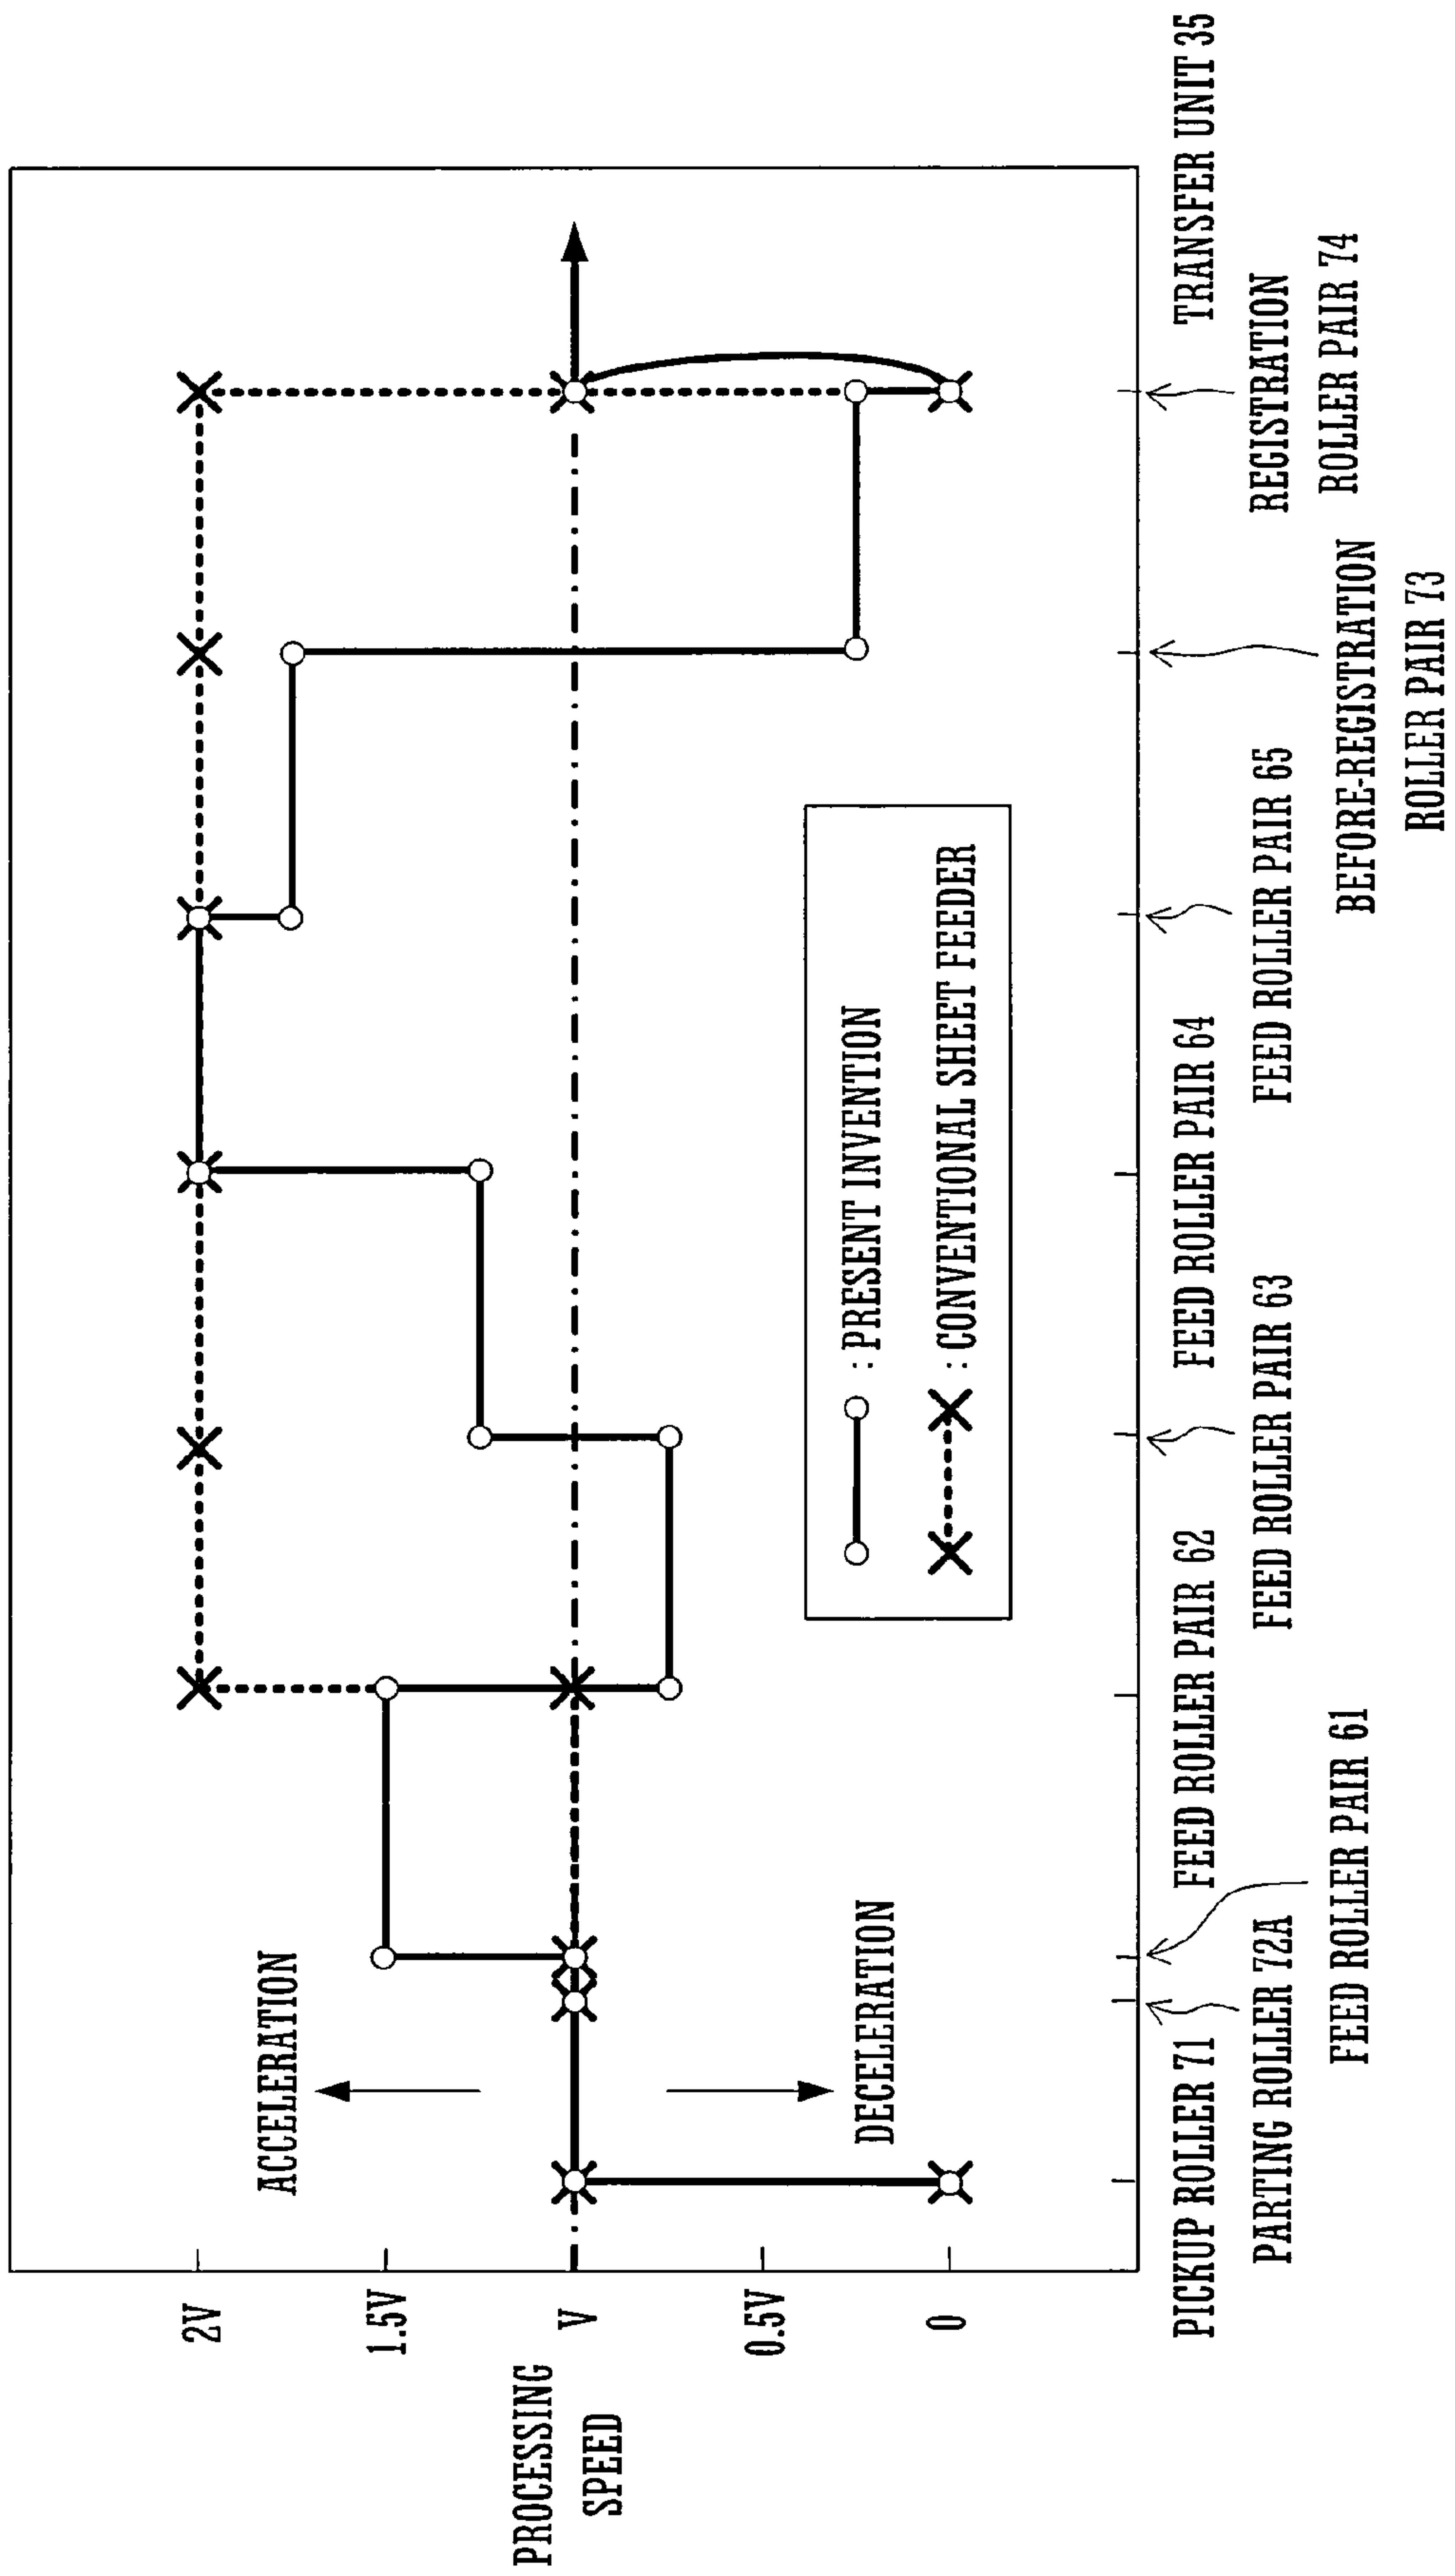 2V
1.5V
V
0.5V
0
PROCESSING
SPEED
ACCELERATION
DECELERATION
: PRESENT INVENTION
: CONVENTIONAL SHEET FEEDER
PICKUP ROLLER 71
PARTING ROLLER 72A
FEED ROLLER PAIR 61
FEED ROLLER PAIR 62
FEED ROLLER PAIR 63
FEED ROLLER PAIR 64
FEED ROLLER PAIR 65
BEFORE-REGISTRATION
ROLLER PAIR 73
REGISTRATION
ROLLER PAIR 74
TRANSFER UNIT 35